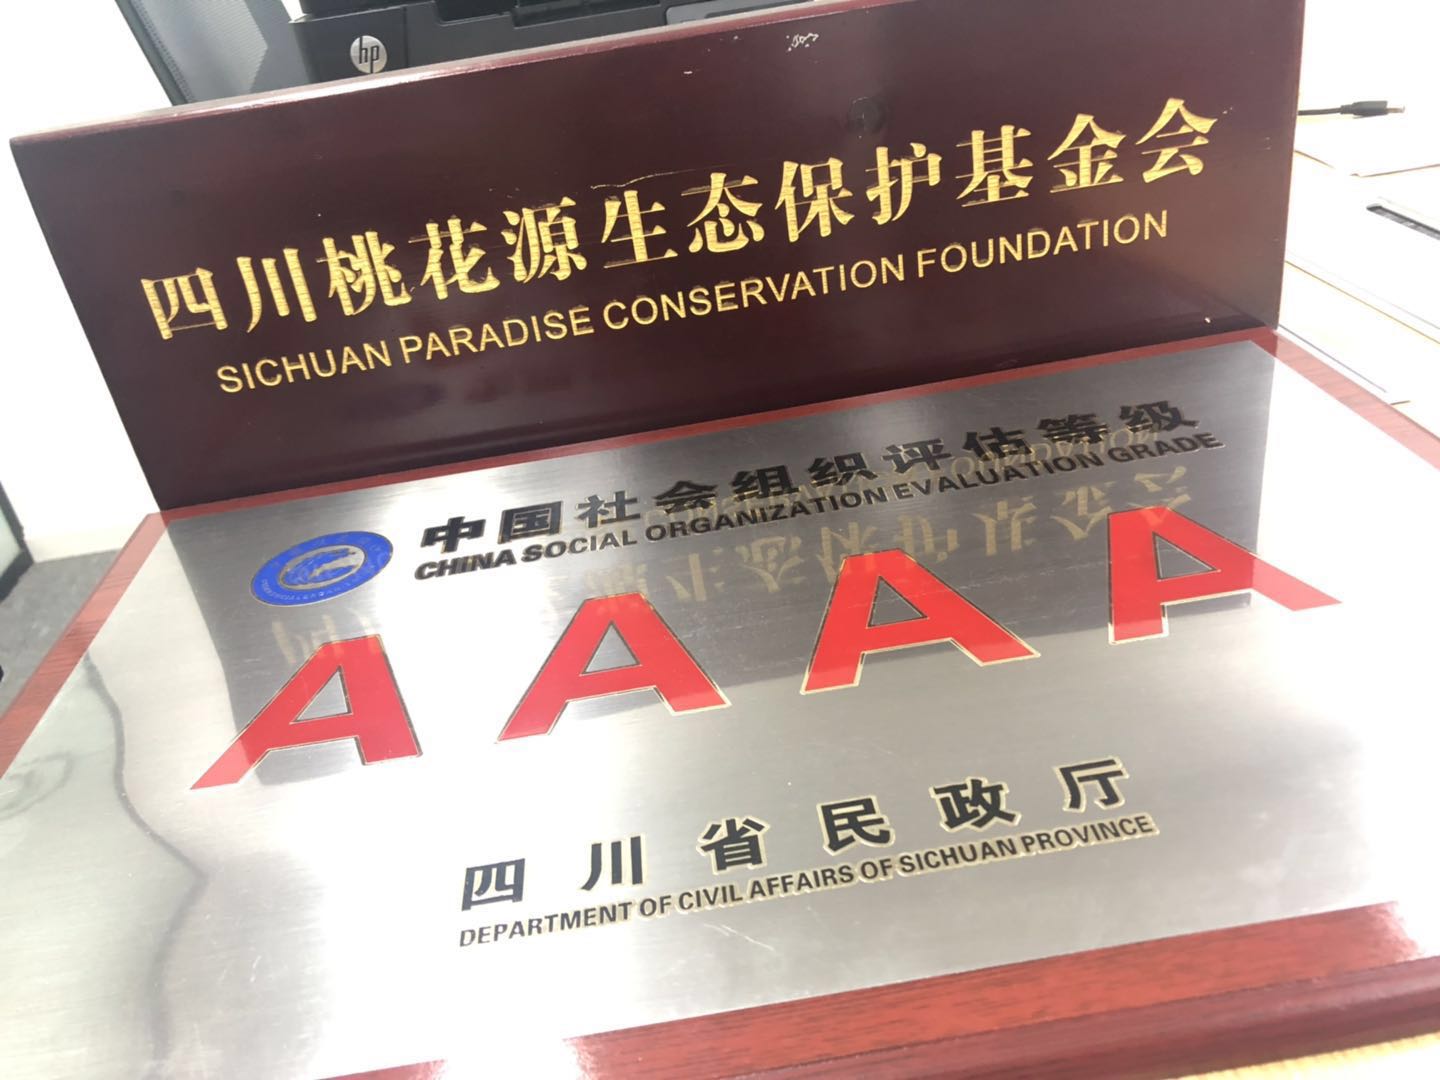 hp
四川桃花源生态保护基金会
SICHUAN PARADISE CONSERVATION FOUNDATION
中国社会组织评估等级
CHINA SOCIAL ORGANIZATION EVALUATION GRADE
AAAA
四川省民政厅
DEPARTMENT OF CIVIL AFFAIRS OF SICHUAN PROVINCE